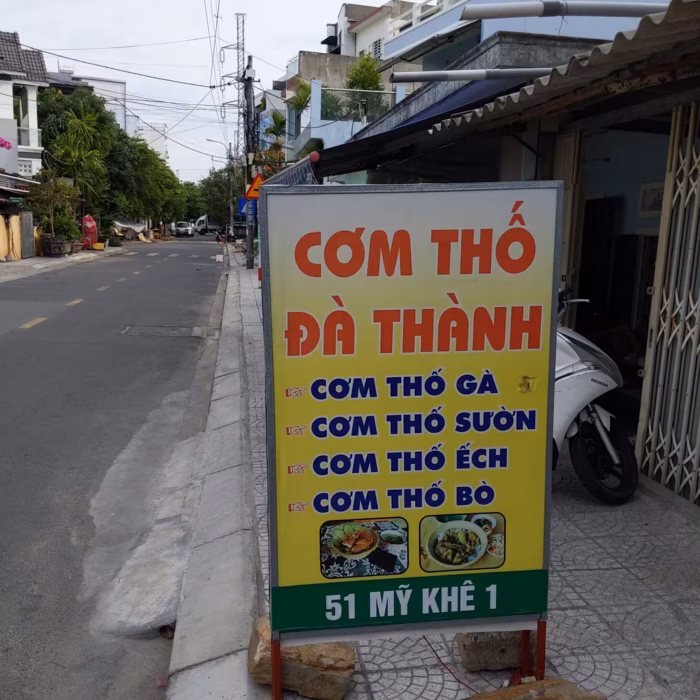 CƠM THỐ
ĐÀ THÀNH
CƠM THỐ GÀ
CƠM THỐ SƯỜN
CƠM THỐ ẾCH
CƠM THỐ BÒ
51 MỸ KHÊ 1